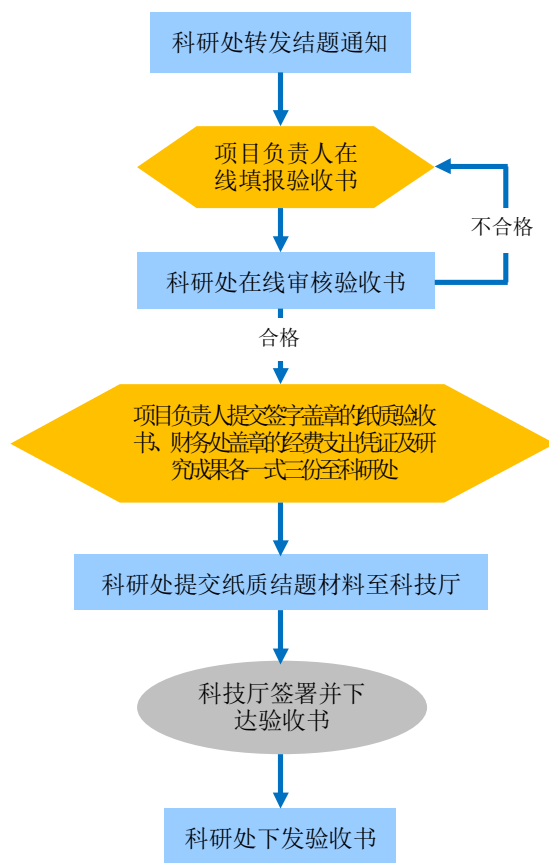 科研处转发结题通知
项目负责人在
线填报验收书
不合格
科研处在线审核验收书
合格
项目负责人提交签字盖章的纸质验收
书、财务处盖章的经费支出凭证及研
究成果各一式三份至科研处
科研处提交纸质结题材料至科技厅
科技厅签署并下
达验收书
科研处下发验收书